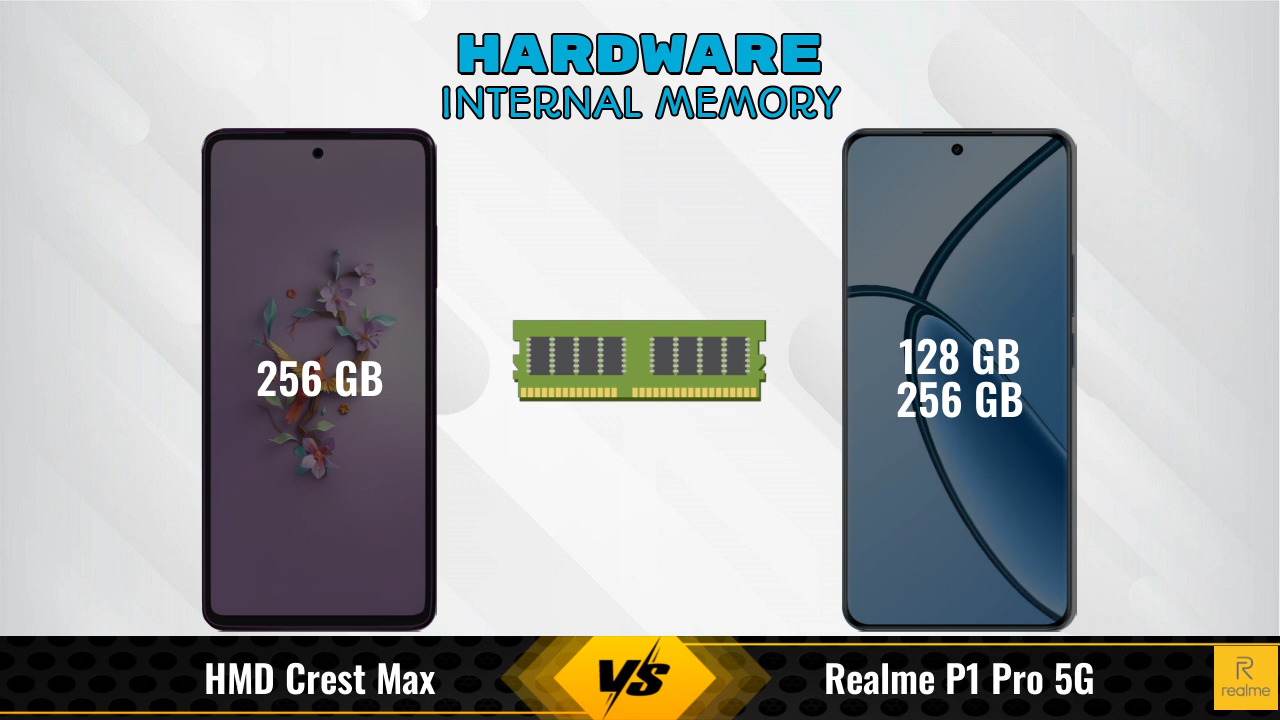 HARDWARE
INTERNAL MEMORY
256 GB
128 GB
256 GB
HMD Crest Max
VS
Realme P1 Pro 5G
R
realme